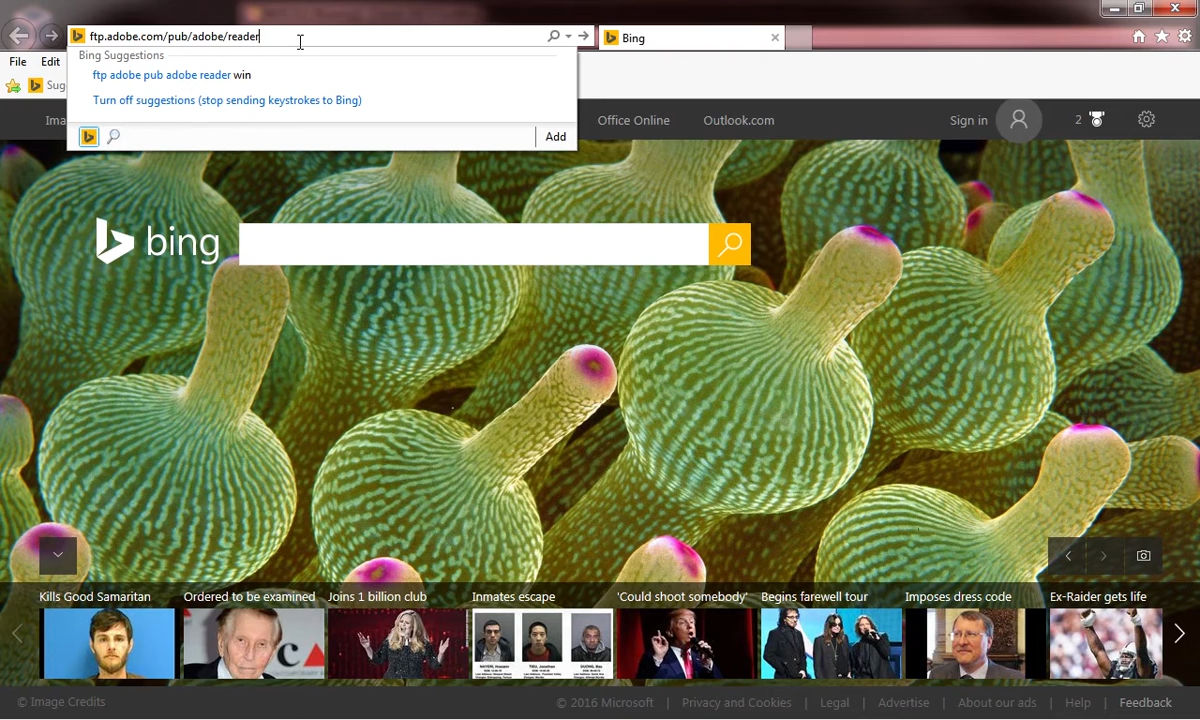 ftp.adobe.com/pub/adobe/reader
Bing
File Edit
Bing Suggestions
ftp adobe pub adobe reader win
Turn off suggestions (stop sending keystrokes to Bing)
Add
Sug
Ima
Office Online
Outlook.com
Sign in
2
bing
Kills Good Samaritan
Ordered to be examined
Joins 1 billion club
Inmates escape
'Could shoot somebody'
Begins farewell tour
Imposes dress code
Ex-Raider gets life
© Image Credits
© 2016 Microsoft | Privacy and Cookies | Legal | Advertise | About our ads | Help | Feedback